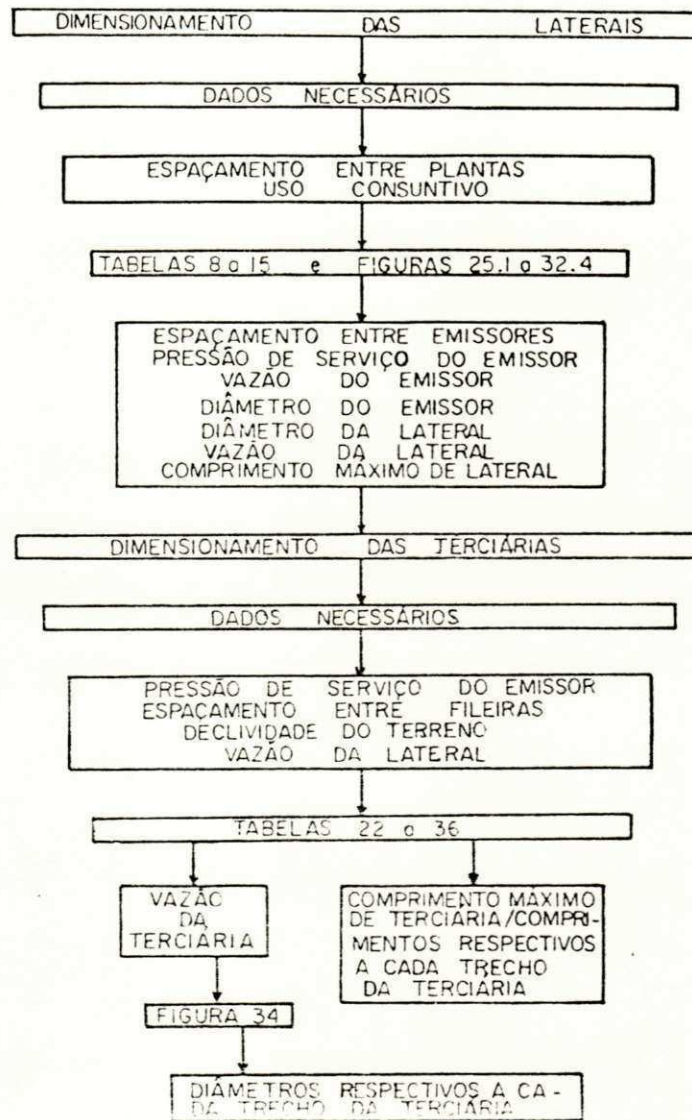 DIMENSIONAMENTO DAS LATERAIS
DADOS NECESSÁRIOS
ESPAÇAMENTO ENTRE PLANTAS
USO CONSUNTIVO
TABELAS 8 a 15 e FIGURAS 25.1 a 32.4
ESPAÇAMENTO ENTRE EMISSORES
PRESSÃO DE SERVIÇO DO EMISSOR
VAZÃO DO EMISSOR
DIÂMETRO DO EMISSOR
DIÂMETRO DA LATERAL
VAZÃO DA LATERAL
COMPRIMENTO MÁXIMO DE LATERAL
DIMENSIONAMENTO DAS TERCIÁRIAS
DADOS NECESSÁRIOS
PRESSÃO DE SERVIÇO DO EMISSOR
ESPAÇAMENTO ENTRE FILEIRAS
DECLIVIDADE DO TERRENO
VAZÃO DA LATERAL
TABELAS 22 a 36
VAZÃO
DA
TERCIÁRIA
COMPRIMENTO MÁXIMO
DE TERCIÁRIA/COMPRI-
MENTOS RESPECTIVOS
A CADA TRECHO
DA TERCIÁRIA
FIGURA 34
DIÂMETROS RESPECTIVOS A CA-
DA TRECHO DA TERCIÁRIA